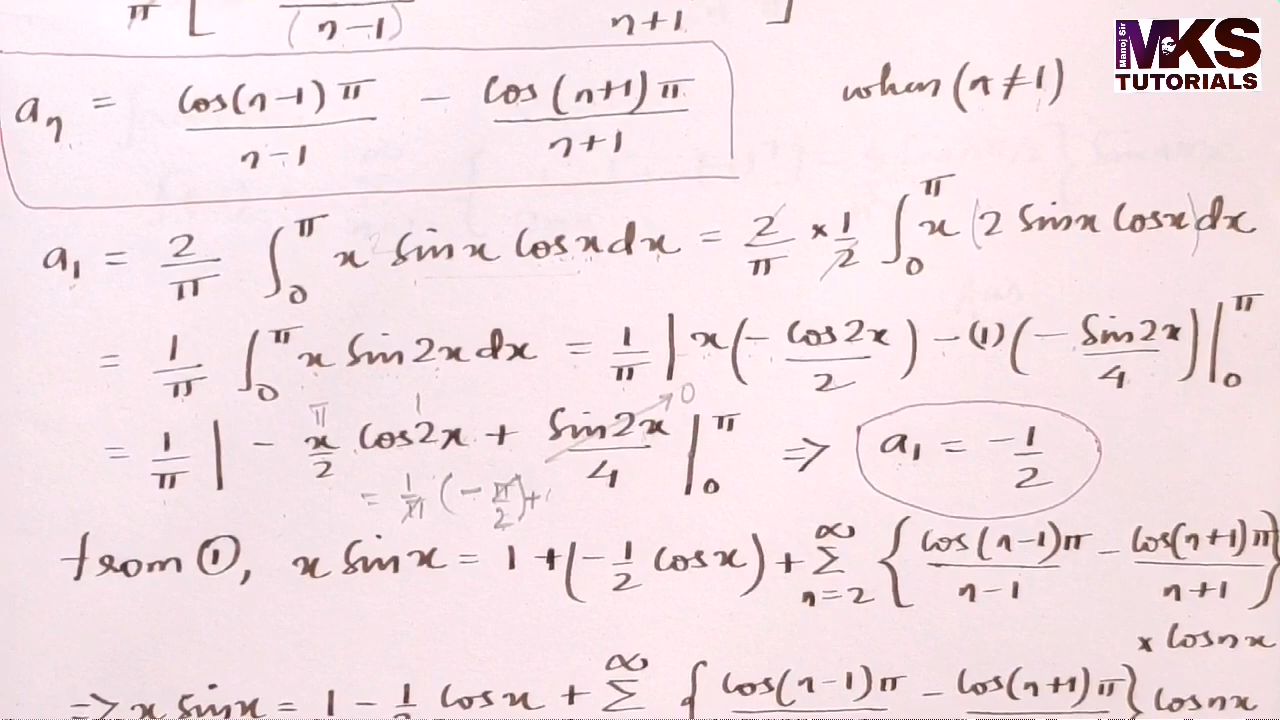 π [ (n-1) n+1 ]
Manoj Sir MKS
TUTORIALS
aₙ = cos(n-1)π/n-1 - cos(n+1)π/n+1 when (n≠1)
a₁ = 2/π ∫₀^π x sinx cosx dx = 2/π × 1/2 ∫₀^π x (2 sinx cosx) dx
= 1/π ∫₀^π x sin2x dx = 1/π | x(-cos2x/2) - (1)(-sin2x/4) |₀^π
= 1/π | - x/2 cos2x + sin2x/4 |₀^π ⇒ a₁ = -1/2
= 1/π (-π/2)+
from ①, x sinx = 1 + (-1/2 cosx) + Σ_{n=2}^∞ { cos(n-1)π/n-1 - cos(n+1)π/n+1 }
x cosnx
⇒ x sinx = 1 - 1/2 cosx + Σ^∞ { cos(n-1)π - cos(n+1)π } cosnx